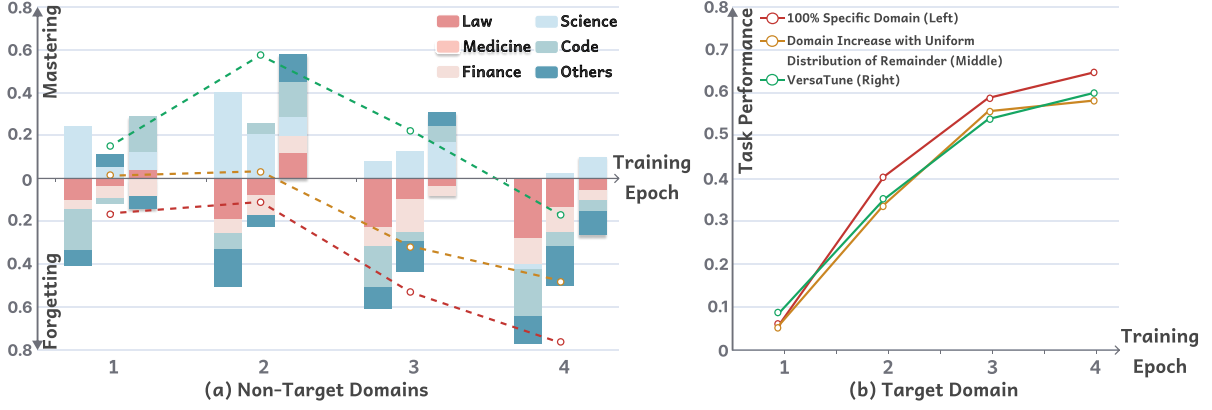 0.8
0.6
0.4
0.2
0
0.2
0.4
0.6
0.8
Mastering
Forgetting
Law
Medicine
Finance
Science
Code
Others
Training
Epoch
1
2
3
4
(a) Non-Target Domains
0.8
0.7
0.6
0.5
0.4
0.3
0.2
0.1
0
Task Performance
100% Specific Domain (Left)
Domain Increase with Uniform
Distribution of Remainder (Middle)
VersaTune (Right)
Training
Epoch
1
2
3
4
(b) Target Domain